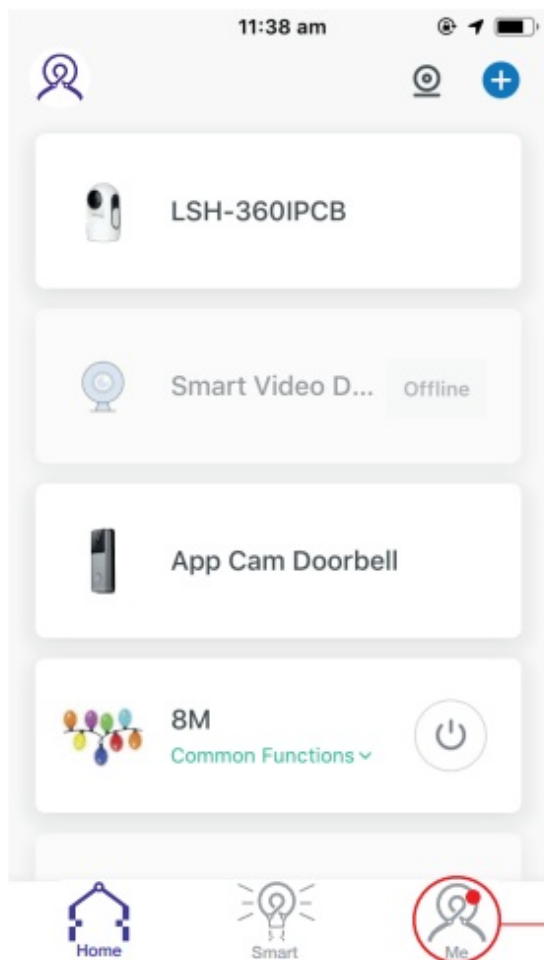 11:38 am
LSH-360IPCB
Smart Video D...
Offline
App Cam Doorbell
8M
Common Functions
Home
Smart
Me